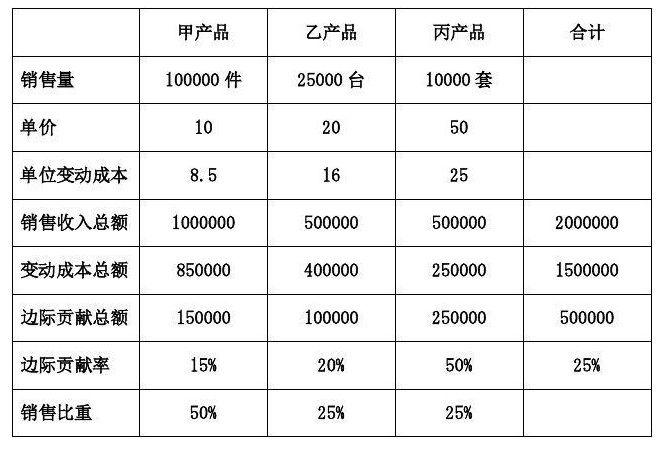 甲产品 乙产品 丙产品 合计
销售量 100000 件 25000 台 10000 套
单价 10 20 50
单位变动成本 8.5 16 25
销售收入总额 1000000 500000 500000 2000000
变动成本总额 850000 400000 250000 1500000
边际贡献总额 150000 100000 250000 500000
边际贡献率 15% 20% 50% 25%
销售比重 50% 25% 25%